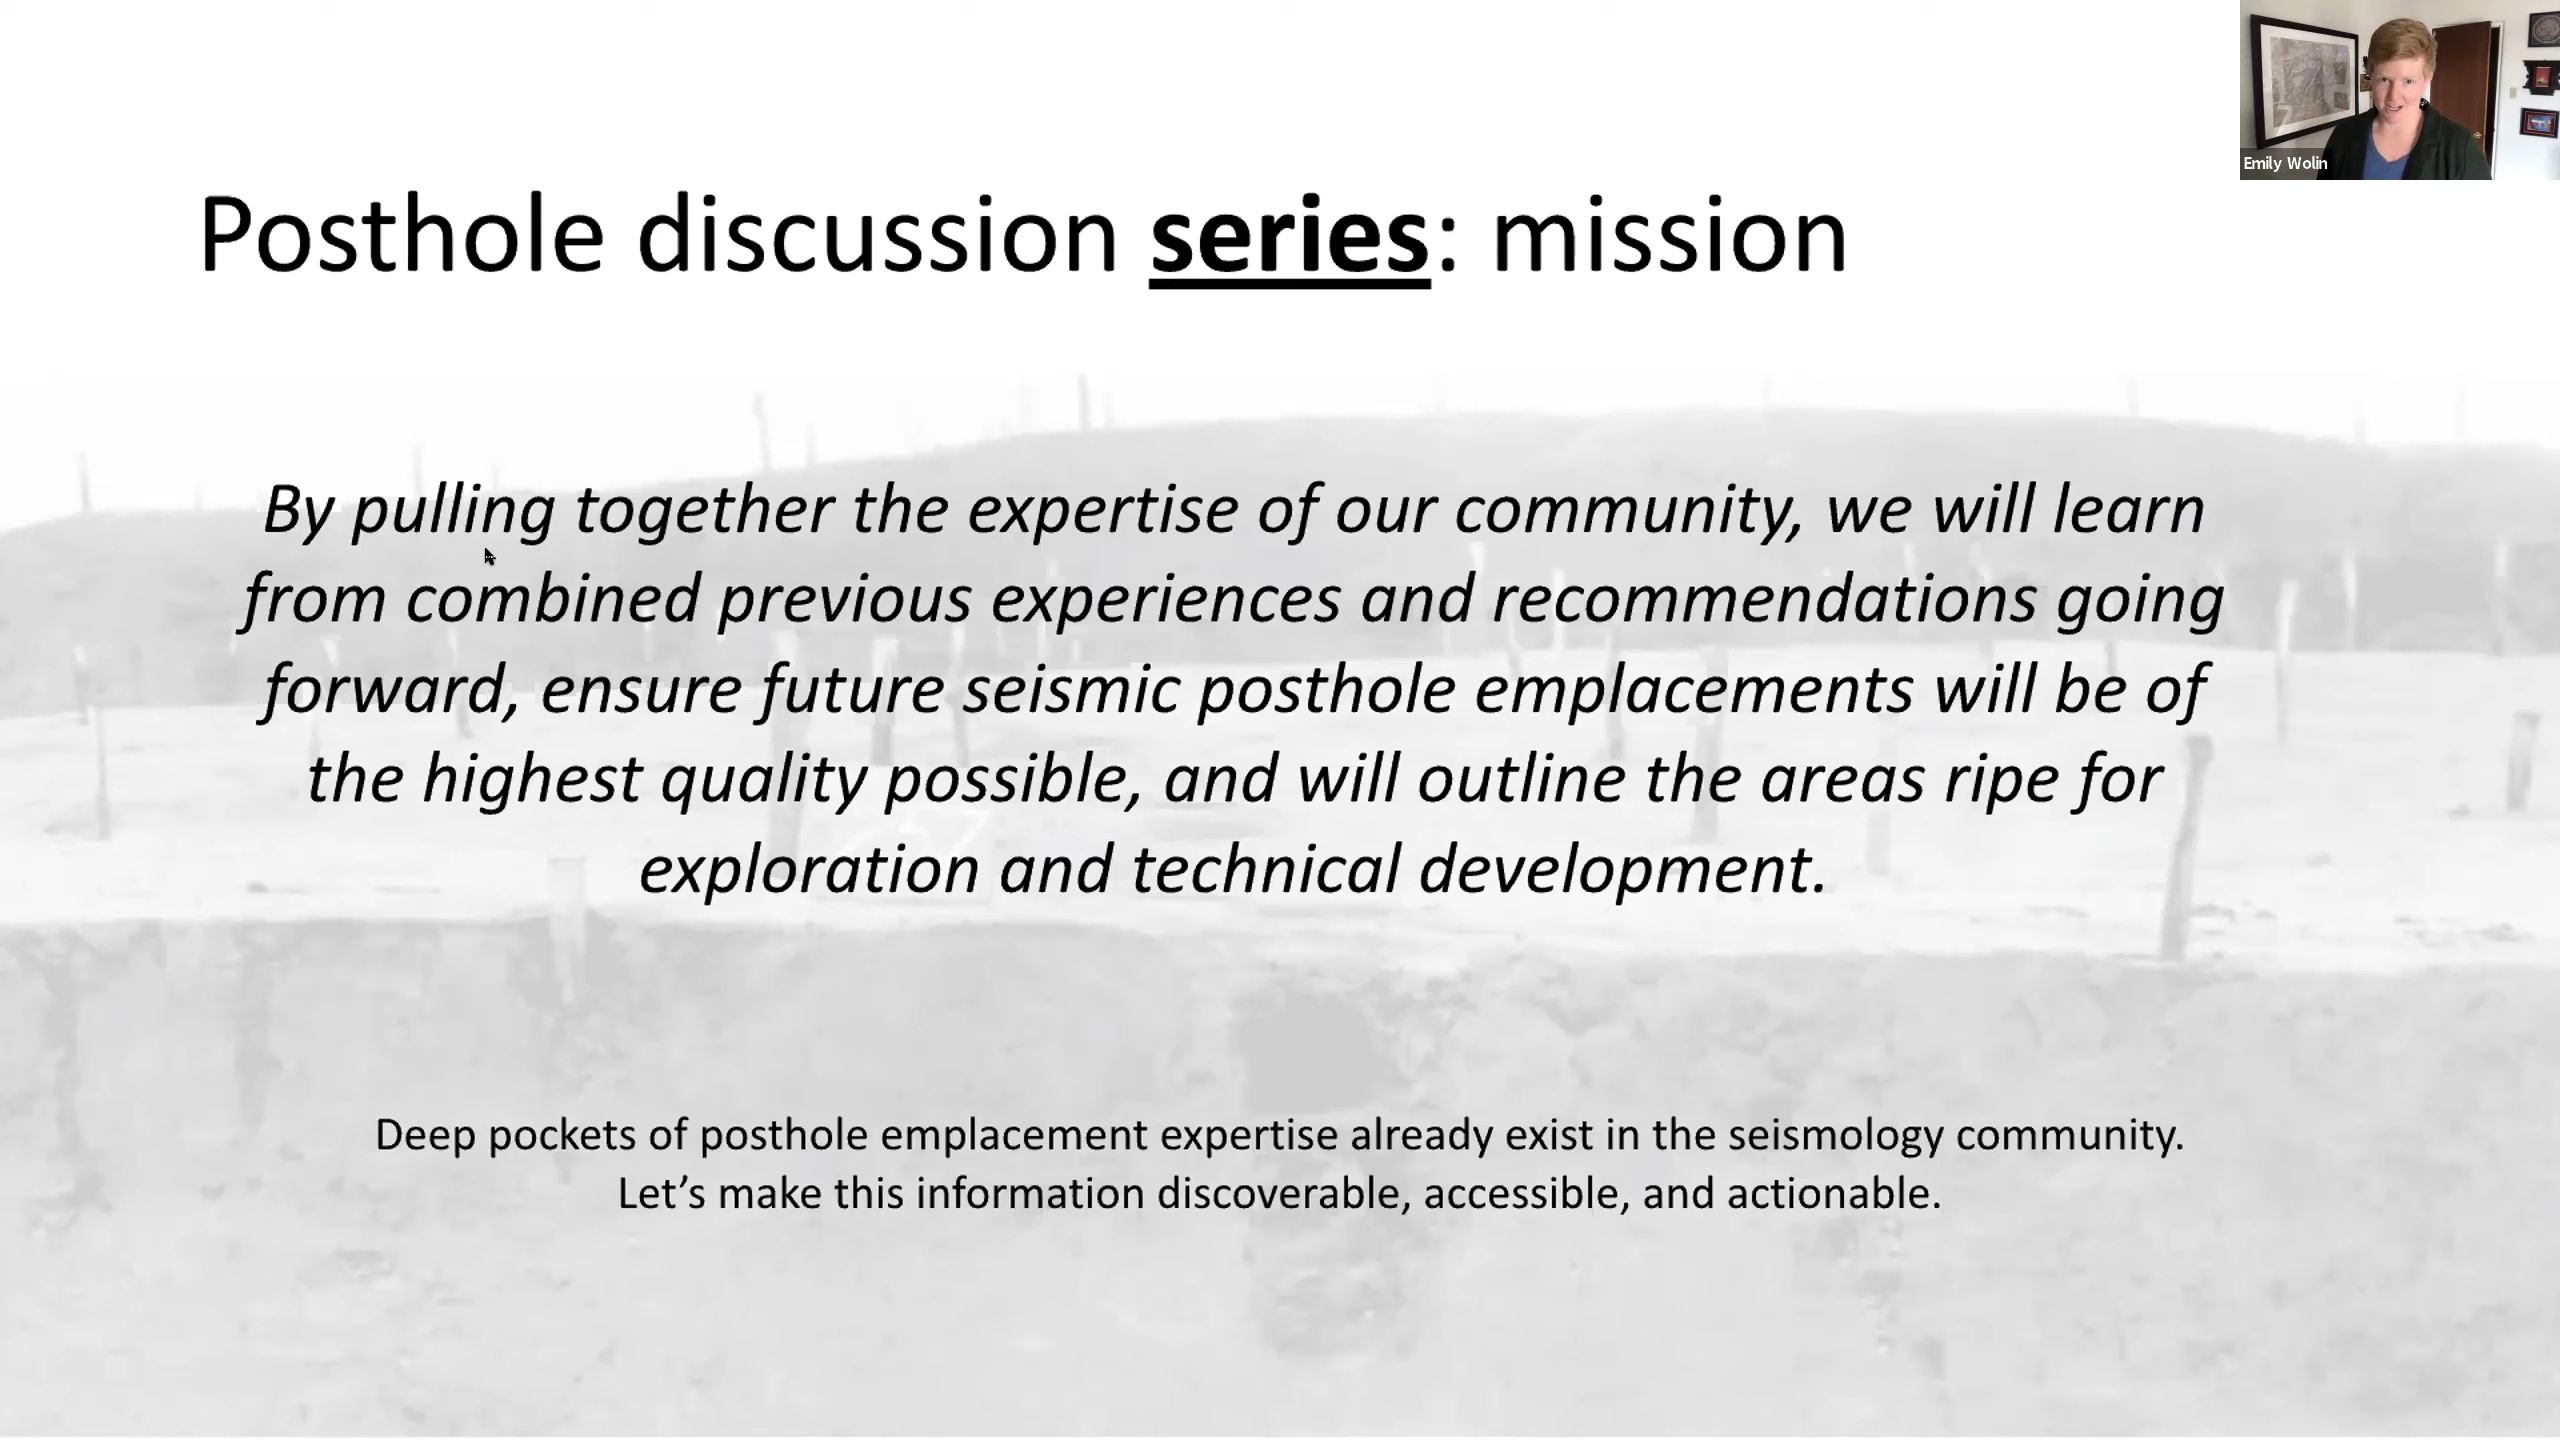 Emily Wolin
Posthole discussion series: mission
By pulling together the expertise of our community, we will learn
from combined previous experiences and recommendations going
forward, ensure future seismic posthole emplacements will be of
the highest quality possible, and will outline the areas ripe for
exploration and technical development.
Deep pockets of posthole emplacement expertise already exist in the seismology community.
Let’s make this information discoverable, accessible, and actionable.